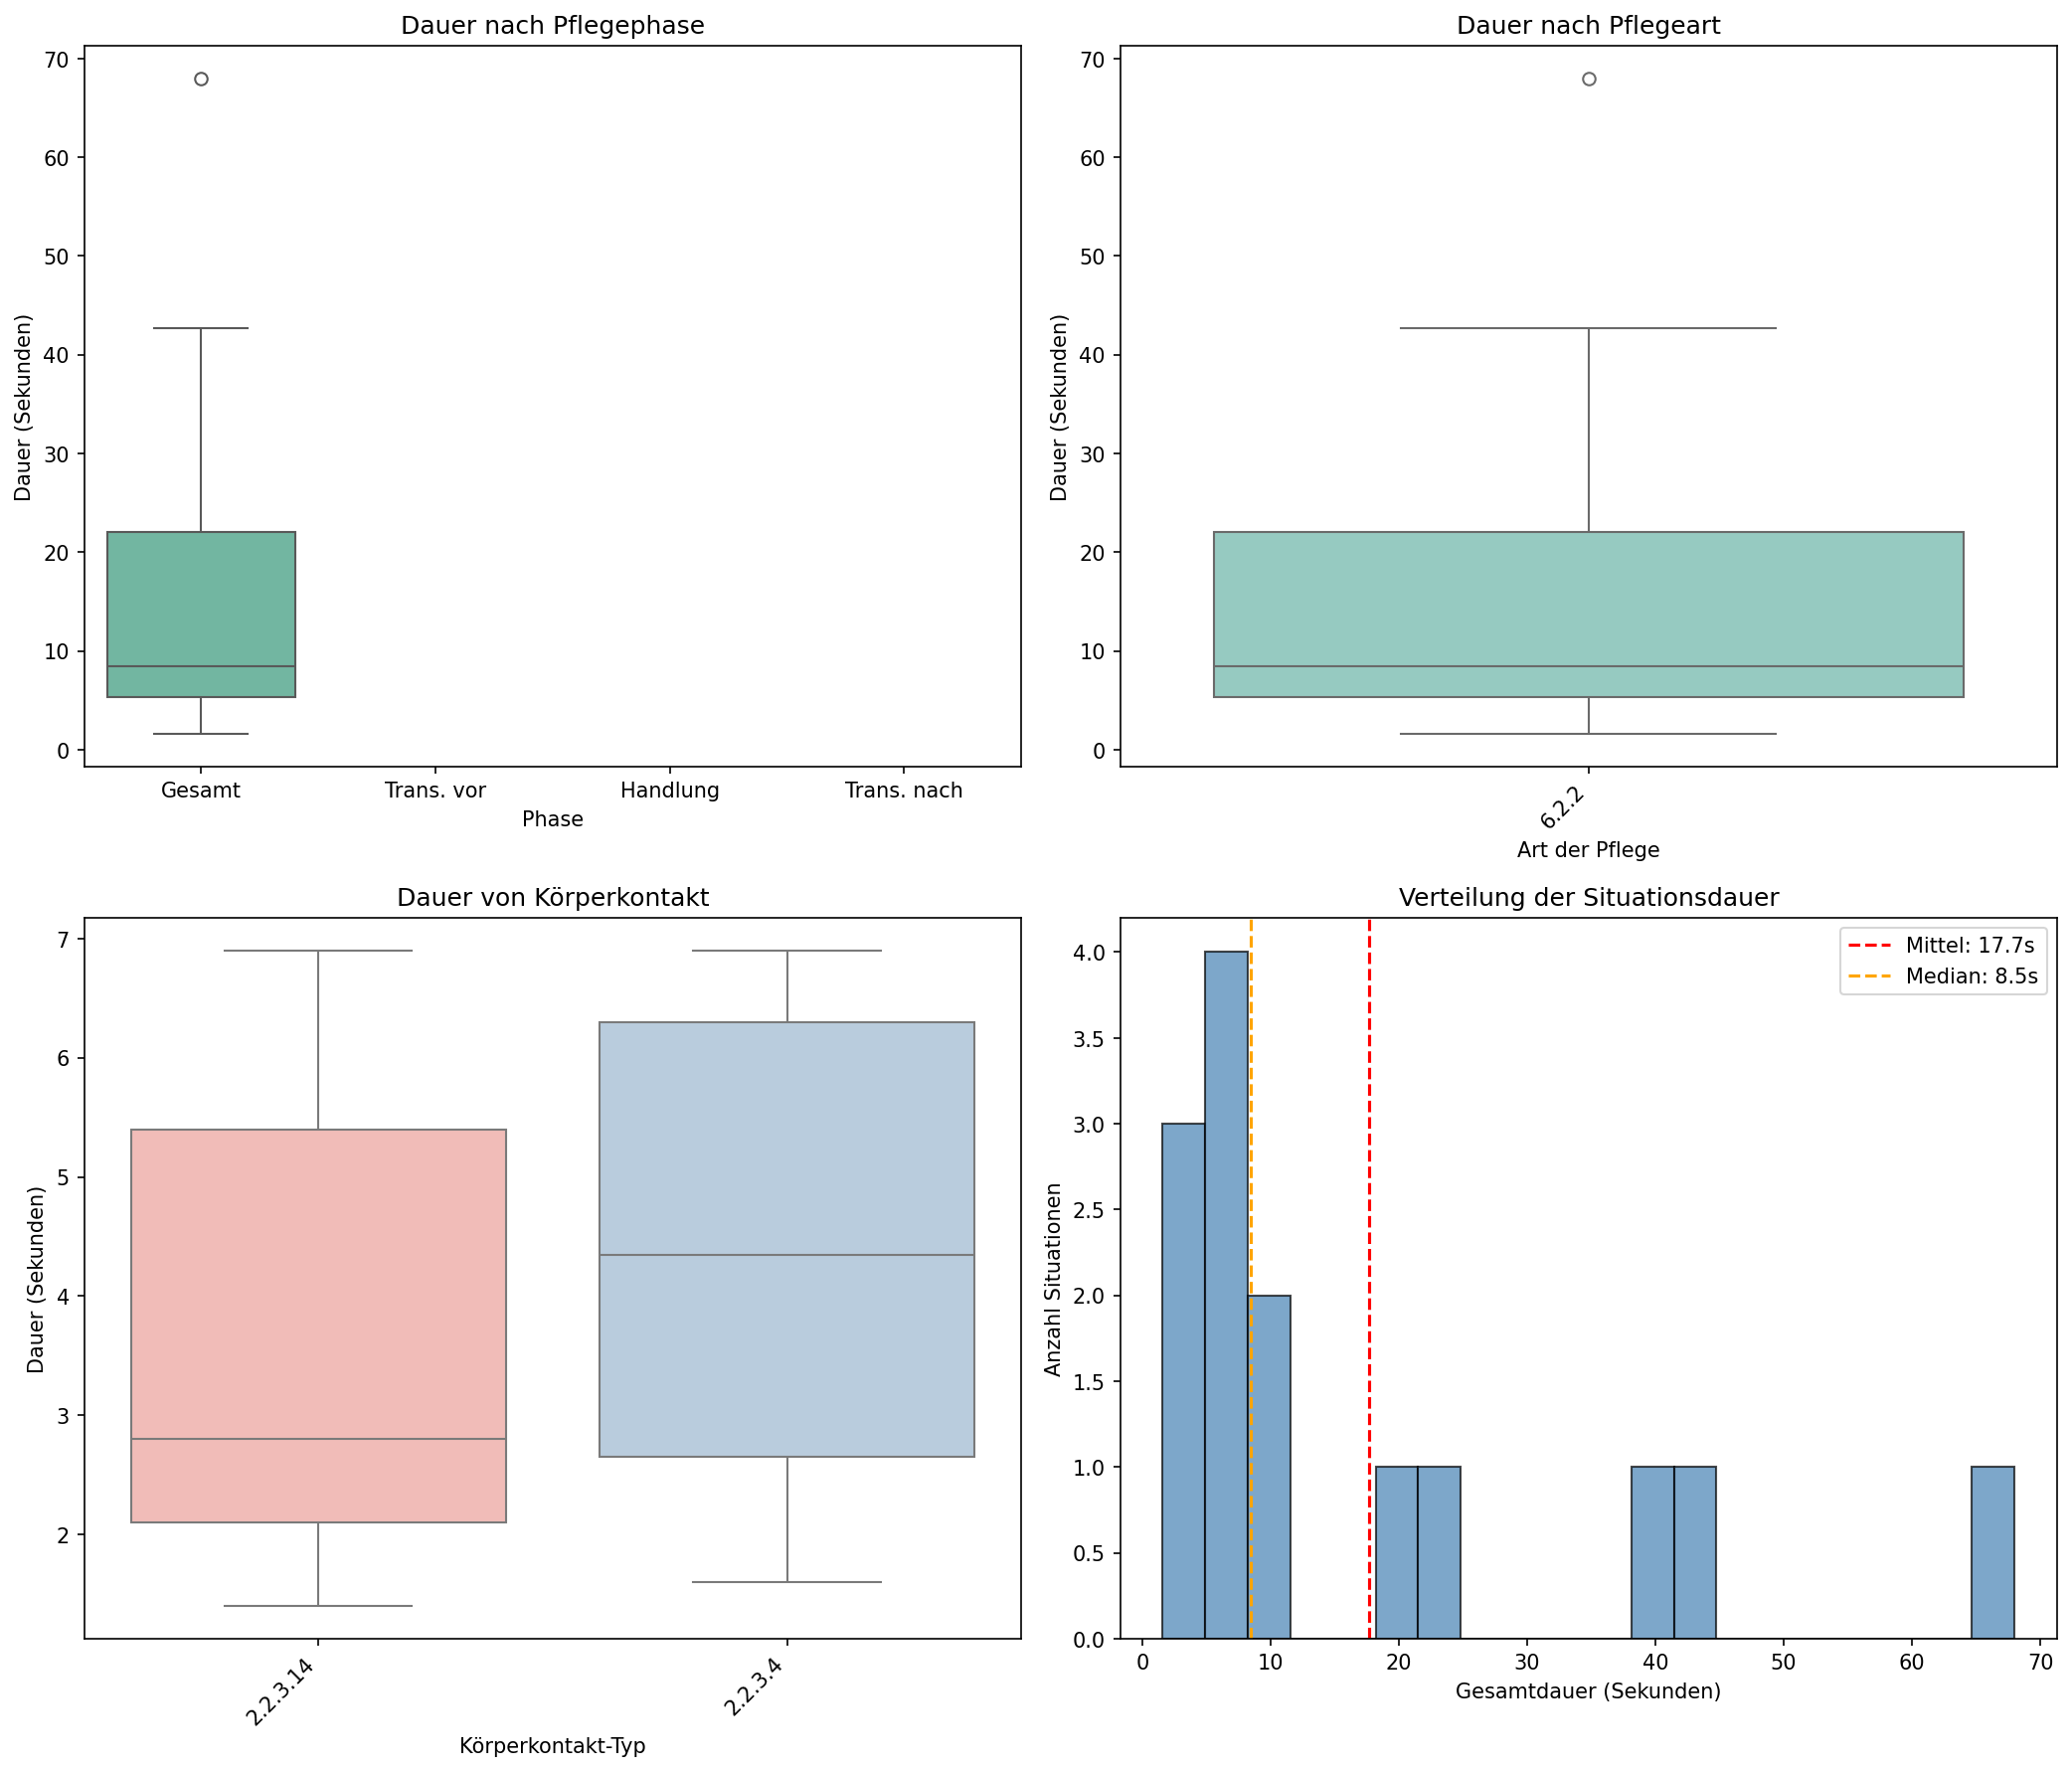 Dauer nach Pflegephase
70
60
50
40
30
20
10
0
Dauer (Sekunden)
Gesamt Trans. vor Handlung Trans. nach
Phase
Dauer nach Pflegeart
70
60
50
40
30
20
10
0
Dauer (Sekunden)
6.2.2
Art der Pflege
Dauer von Körperkontakt
7
6
5
4
3
2
Dauer (Sekunden)
2.2.3.14 2.2.3.4
Körperkontakt-Typ
Verteilung der Situationsdauer
Mittel: 17.7s
Median: 8.5s
4.0
3.5
3.0
2.5
2.0
1.5
1.0
0.5
0.0
Anzahl Situationen
0 10 20 30 40 50 60 70
Gesamtdauer (Sekunden)